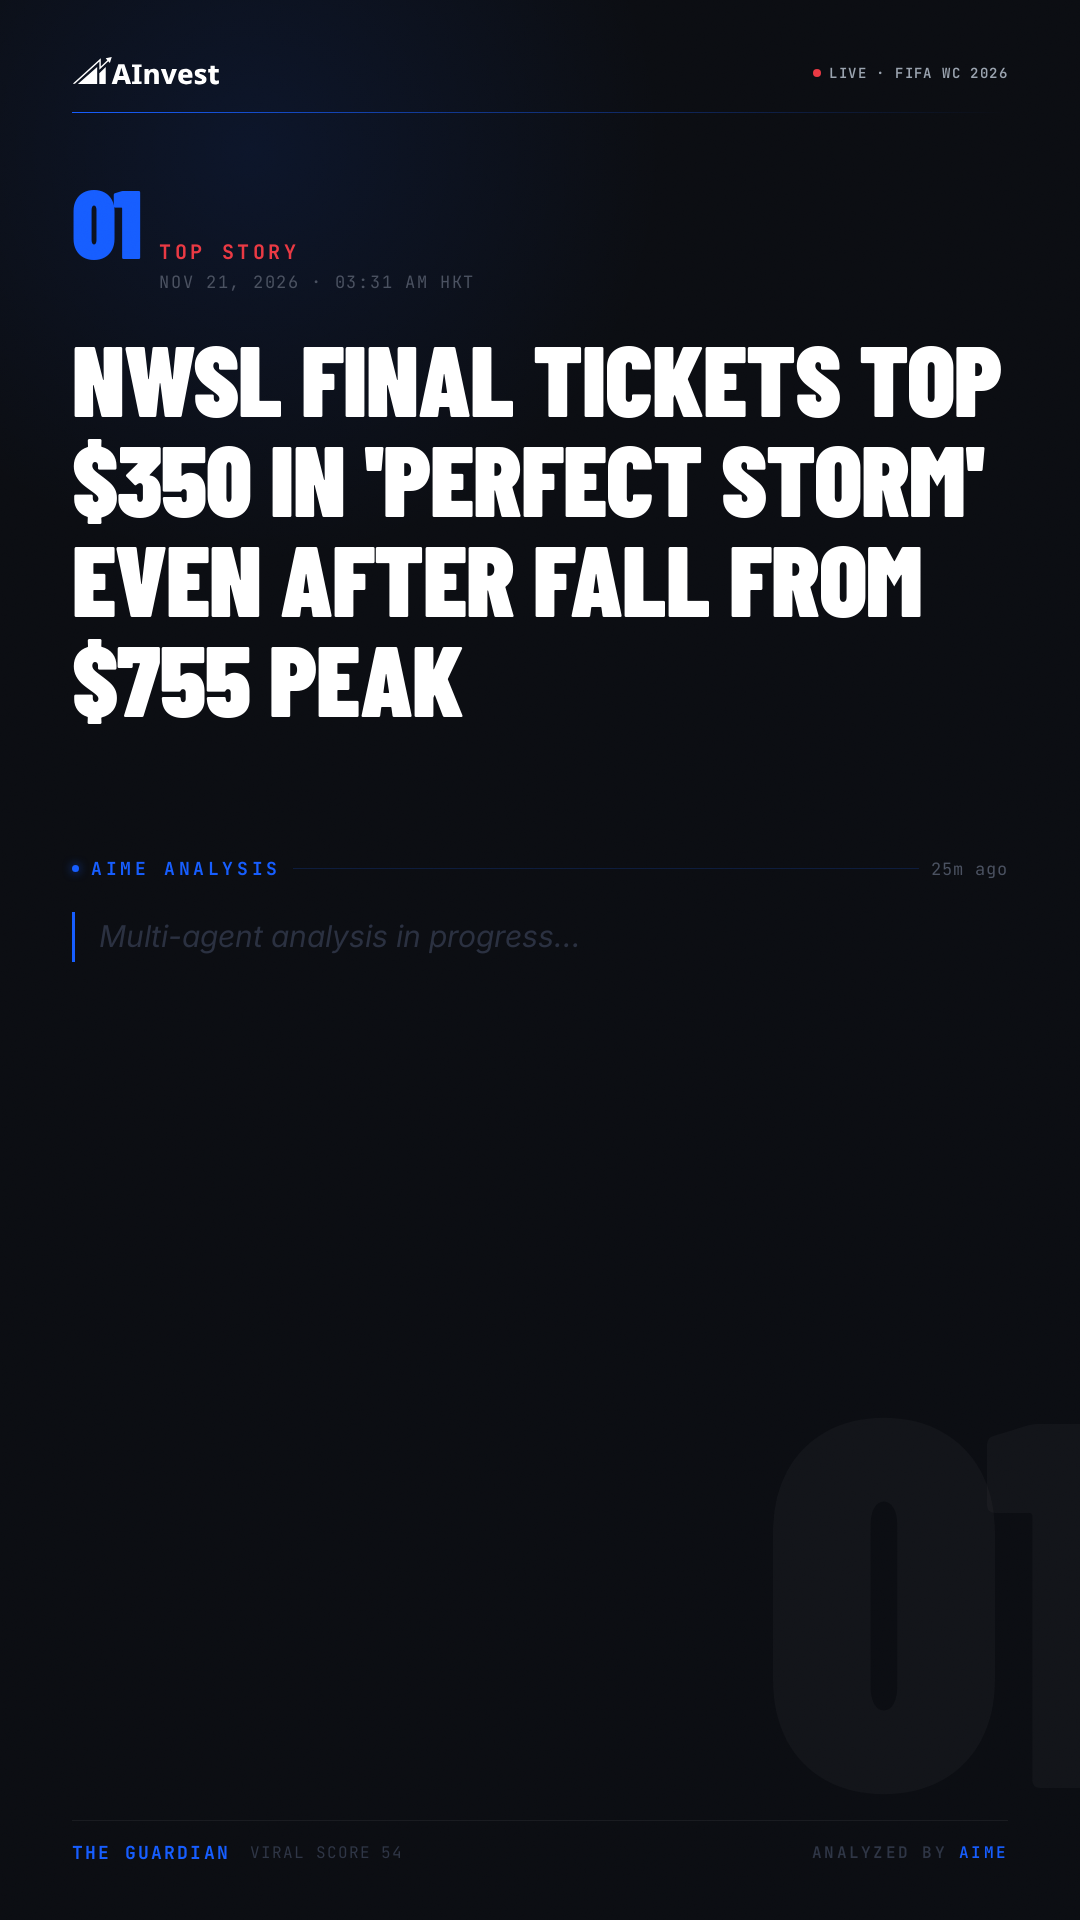 AInvest
LIVE · FIFA WC 2026
01
TOP STORY
NOV 21, 2026 · 03:31 AM HKT
NWSL FINAL TICKETS TOP
$350 IN 'PERFECT STORM'
EVEN AFTER FALL FROM
$755 PEAK
AIME ANALYSIS
25m ago
Multi-agent analysis in progress...
01
THE GUARDIAN
VIRAL SCORE 54
ANALYZED BY AIME